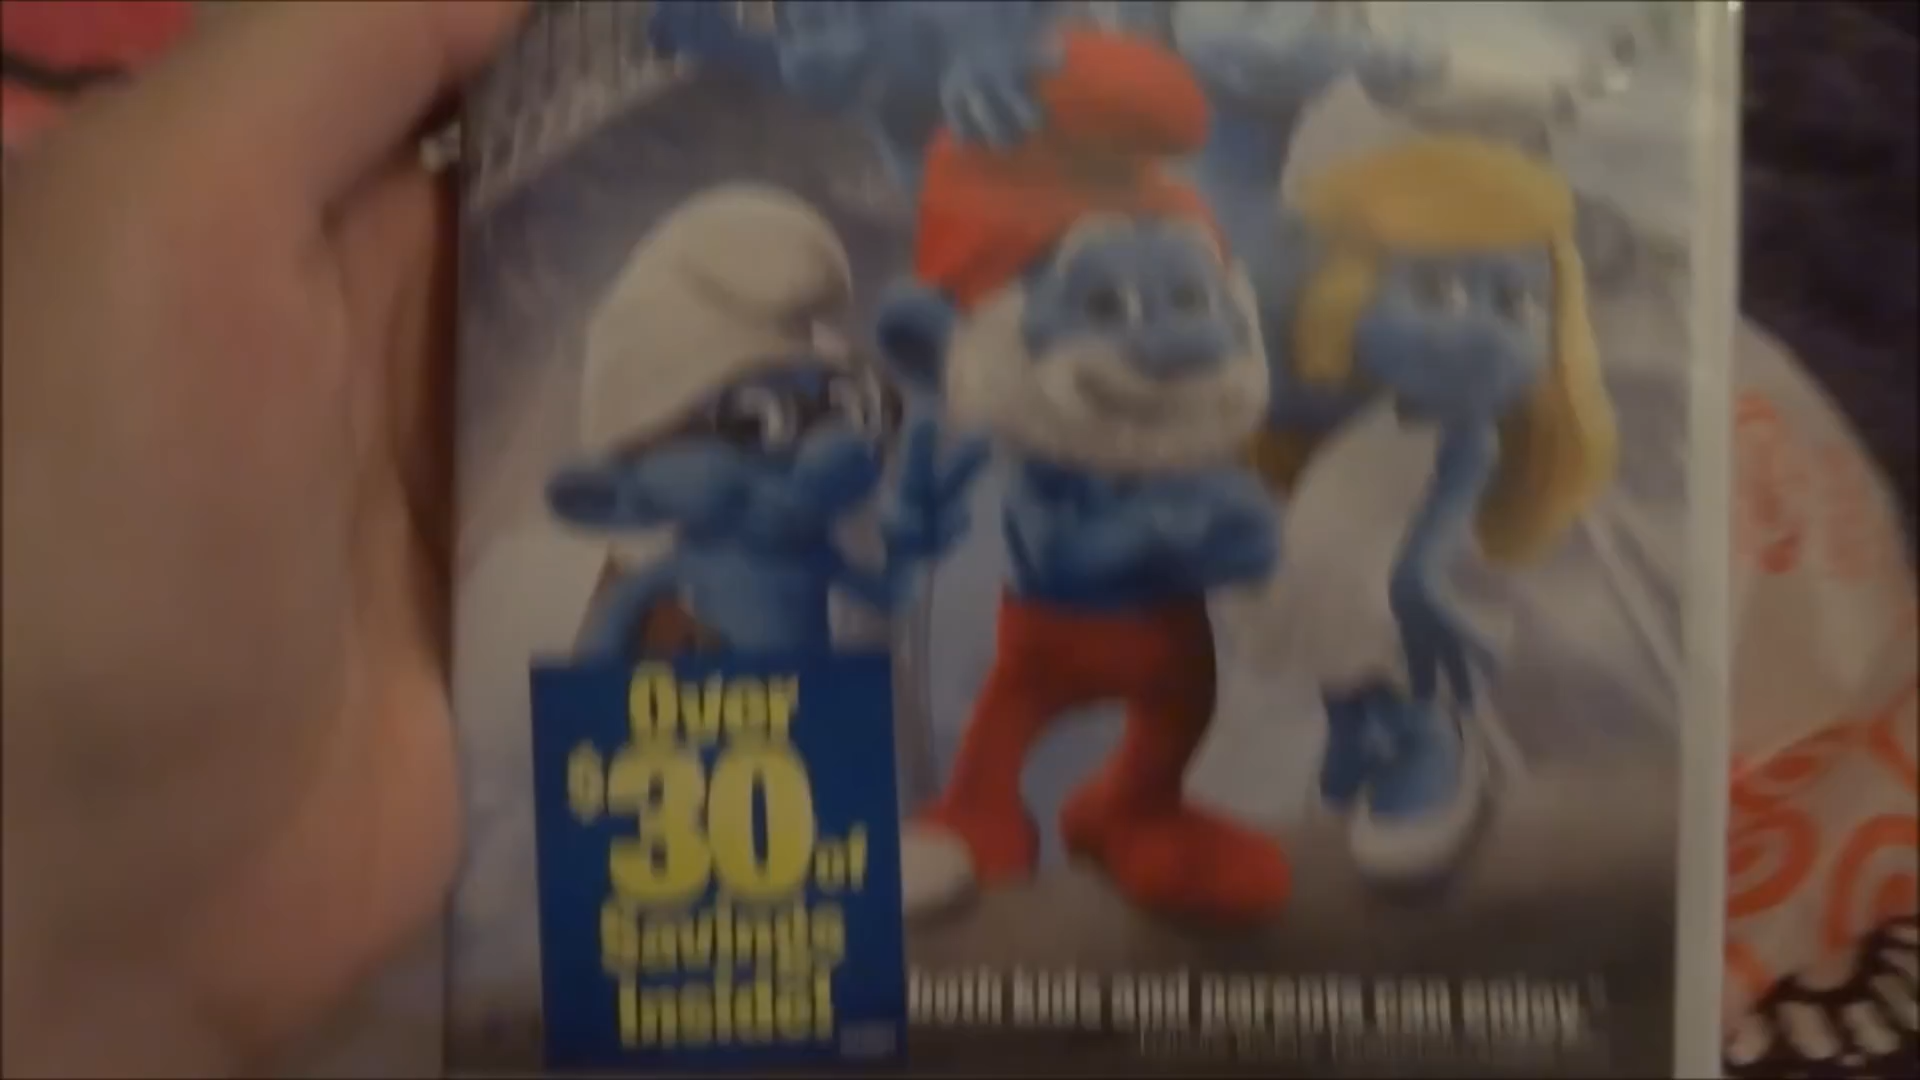 Over
$30 of
Savings
Inside!
both kids and parents can enjoy."